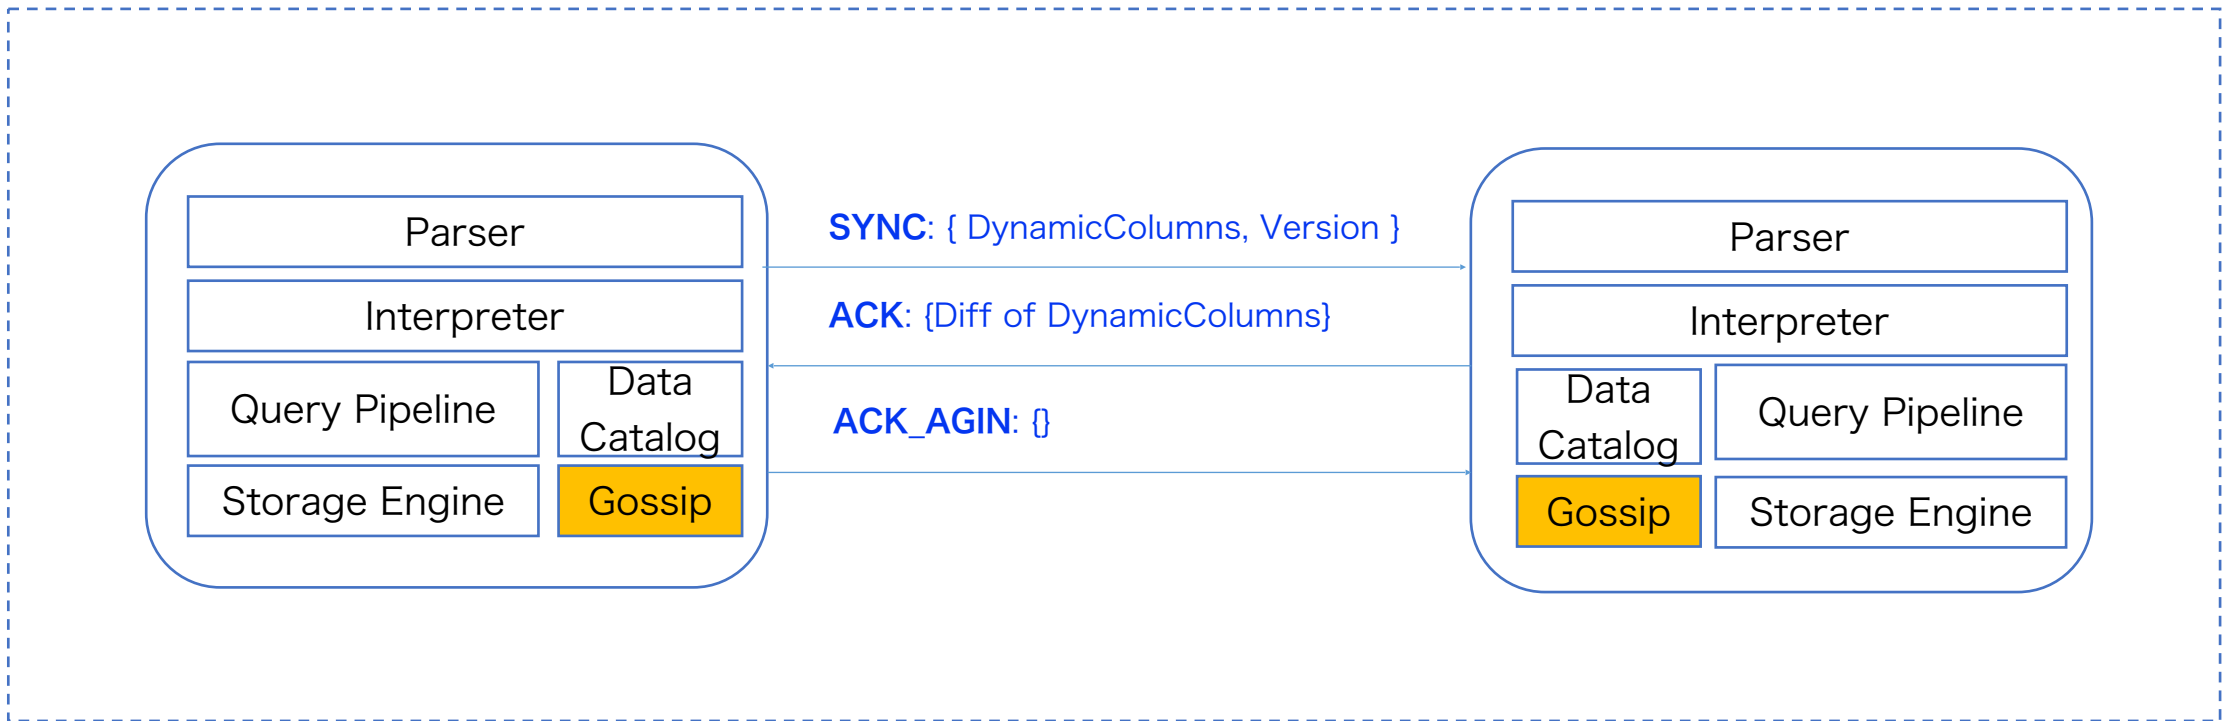 Parser
Interpreter
Query Pipeline
Data
Catalog
Storage Engine
Gossip
SYNC: { DynamicColumns, Version }
ACK: {Diff of DynamicColumns}
ACK_AGIN: {}
Parser
Interpreter
Data
Catalog
Query Pipeline
Gossip
Storage Engine